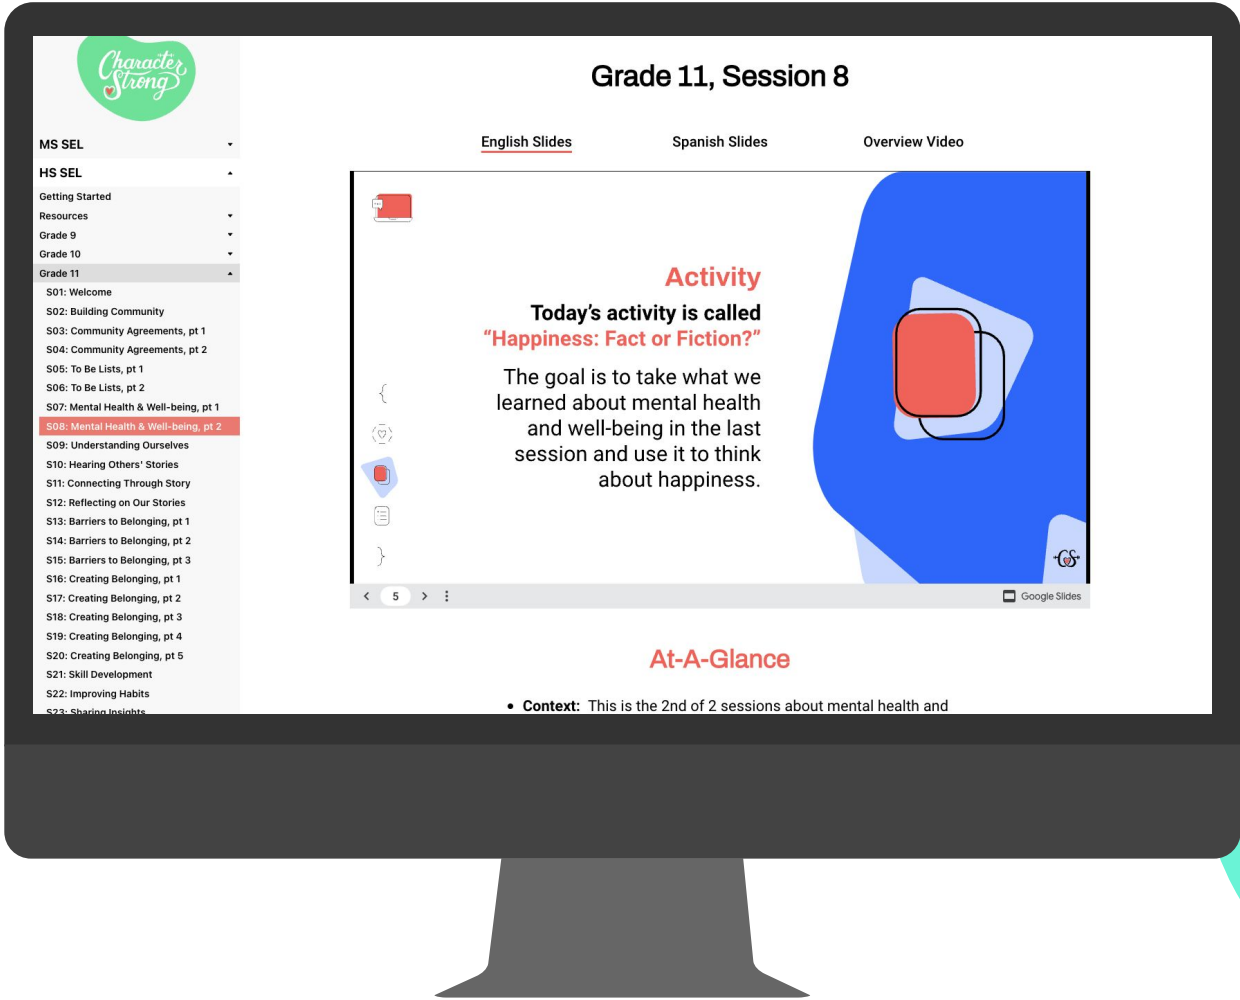 Character
Strong
MS SEL
HS SEL
Getting Started
Resources
Grade 9
Grade 10
Grade 11
S01: Welcome
S02: Building Community
S03: Community Agreements, pt 1
S04: Community Agreements, pt 2
S05: To Be Lists, pt 1
S06: To Be Lists, pt 2
S07: Mental Health & Well-being, pt 1
S08: Mental Health & Well-being, pt 2
S09: Understanding Ourselves
S10: Hearing Others' Stories
S11: Connecting Through Story
S12: Reflecting on Our Stories
S13: Barriers to Belonging, pt 1
S14: Barriers to Belonging, pt 2
S15: Barriers to Belonging, pt 3
S16: Creating Belonging, pt 1
S17: Creating Belonging, pt 2
S18: Creating Belonging, pt 3
S19: Creating Belonging, pt 4
S20: Creating Belonging, pt 5
S21: Skill Development
S22: Improving Habits
S23: Sharing Insights
Grade 11, Session 8
English Slides Spanish Slides Overview Video
Activity
Today’s activity is called
“Happiness: Fact or Fiction?”
The goal is to take what we
learned about mental health
and well-being in the last
session and use it to think
about happiness.
CS
5
Google Slides
At-A-Glance
• Context: This is the 2nd of 2 sessions about mental health and